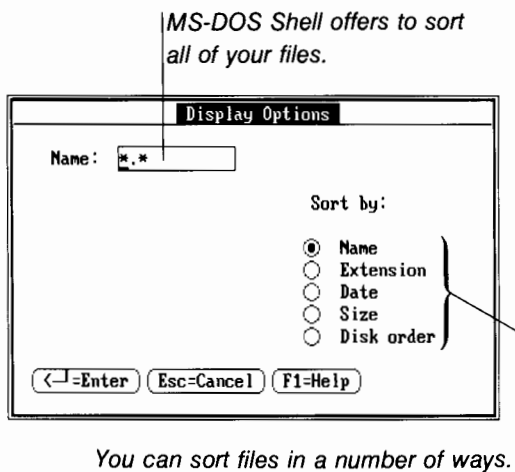 MS-DOS Shell offers to sort
all of your files.
Display Options
Name: *.*
Sort by:
Name
Extension
Date
Size
Disk order
<┘=Enter Esc=Cancel F1=Help
You can sort files in a number of ways.